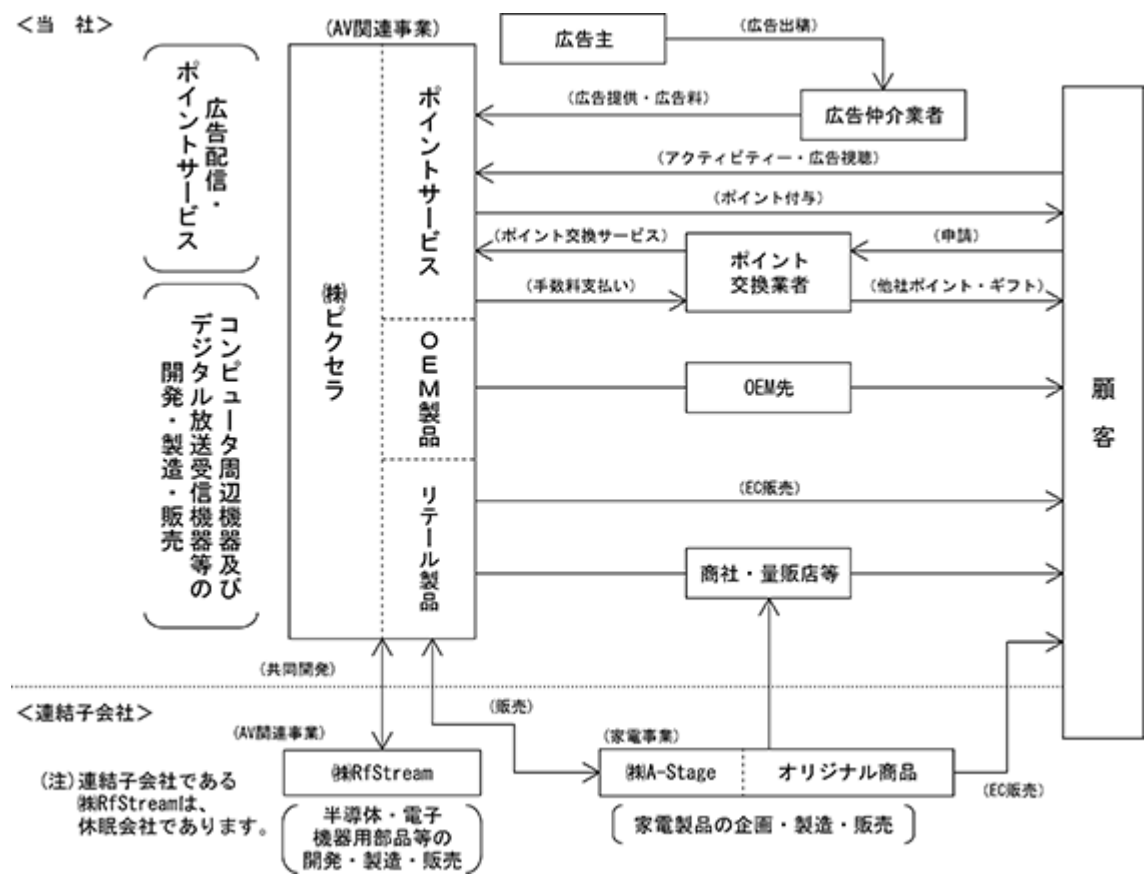 ＜当　社＞
(AV関連事業)
広告主
(広告出稿)
広告配信・
ポイントサービス
ポイントサービス
(広告提供・広告料)
広告仲介業者
(アクティビティー・広告視聴)
(ポイント付与)
(ポイント交換サービス)
ポイント
交換業者
(申請)
(手数料支払い)
(他社ポイント・ギフト)
㈱ピクセラ
コンピュータ周辺機器及び
デジタル放送受信機器等の
開発・製造・販売
OEM製品
OEM先
顧客
リテール製品
(EC販売)
商社・量販店等
(共同開発)
＜連結子会社＞
(販売)
(AV関連事業)
(家電事業)
㈱RfStream
㈱A-Stage
オリジナル商品
(EC販売)
(注)連結子会社である
㈱RfStreamは、
休眠会社であります。
半導体・電子
機器用部品等の
開発・製造・販売
家電製品の企画・製造・販売